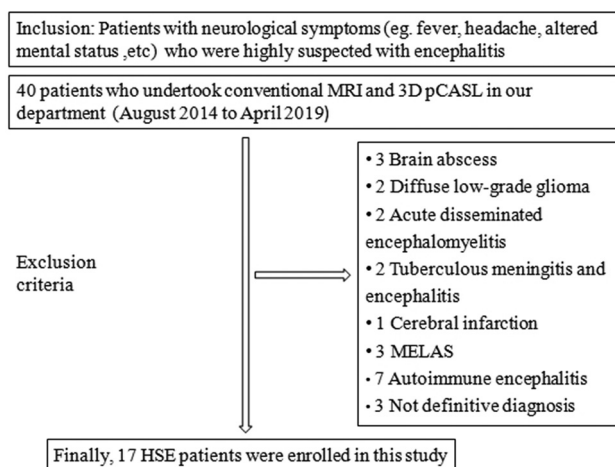 Inclusion: Patients with neurological symptoms (eg. fever, headache, altered
mental status ,etc) who were highly suspected with encephalitis
40 patients who undertook conventional MRI and 3D pCASL in our
department (August 2014 to April 2019)
Exclusion
criteria
• 3 Brain abscess
• 2 Diffuse low-grade glioma
• 2 Acute disseminated
encephalomyelitis
• 2 Tuberculous meningitis and
encephalitis
• 1 Cerebral infarction
• 3 MELAS
• 7 Autoimmune encephalitis
• 3 Not definitive diagnosis
Finally, 17 HSE patients were enrolled in this study